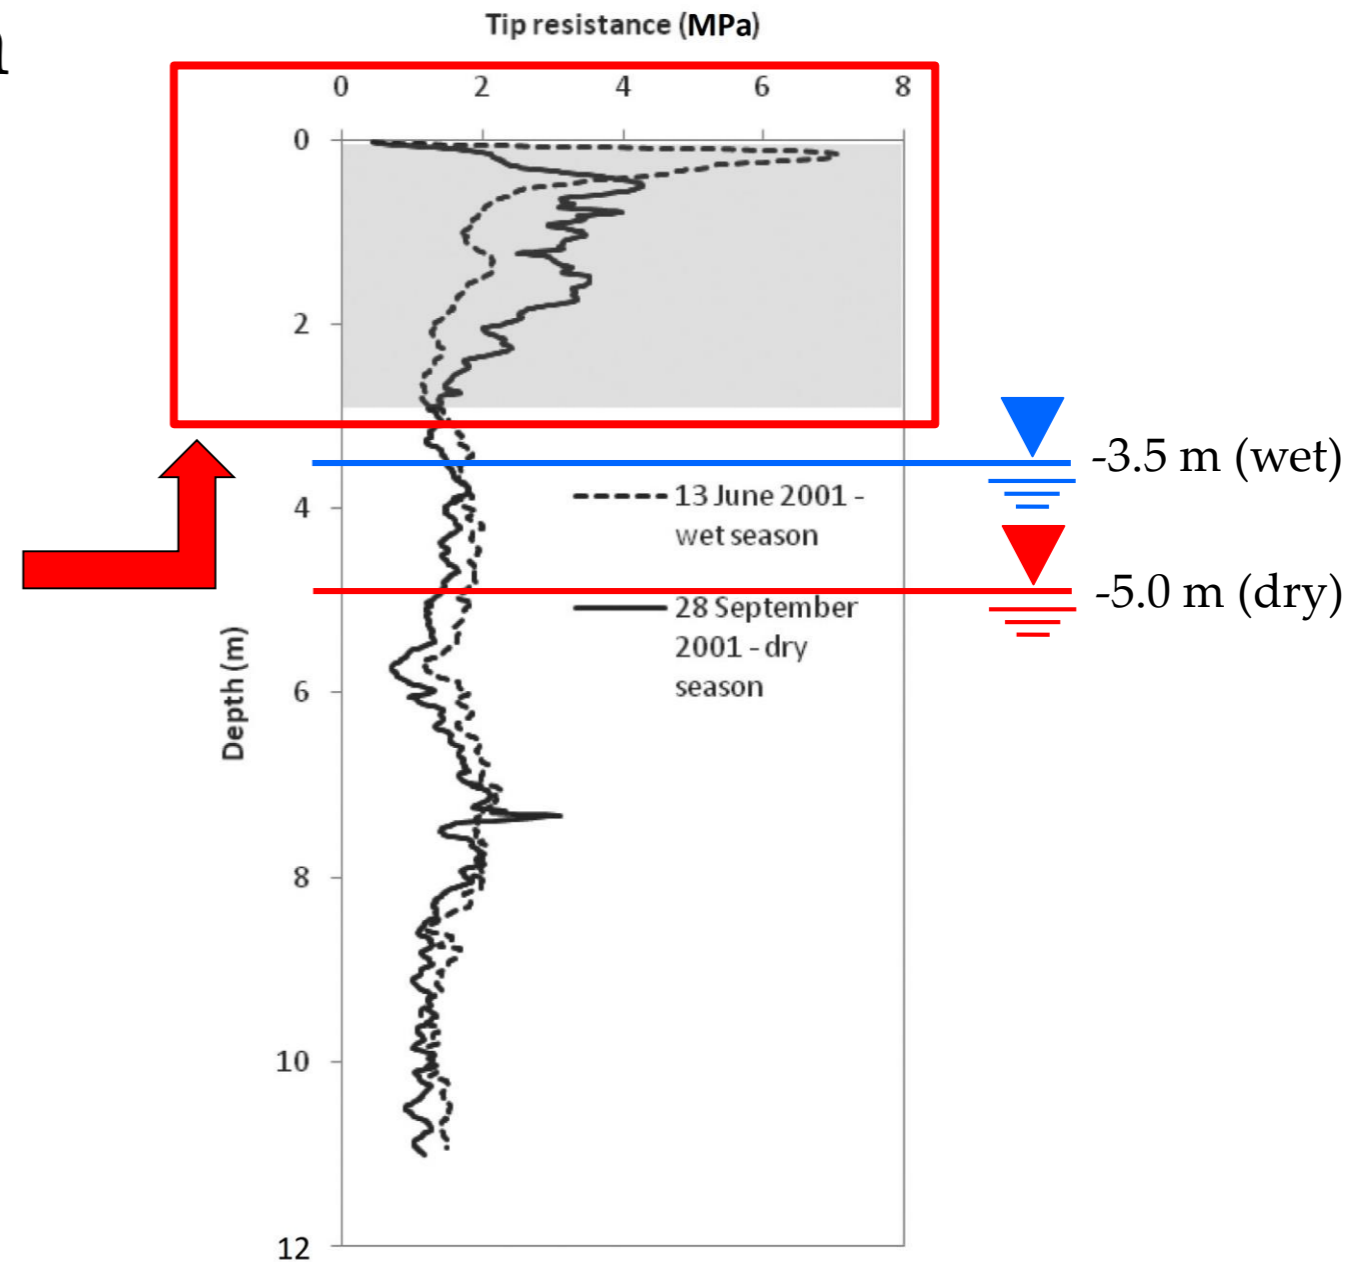 Tip resistance (MPa)
0 2 4 6 8
0
2
-3.5 m (wet)
4
13 June 2001 -
wet season
-5.0 m (dry)
28 September
2001 - dry
season
Depth (m)
6
8
10
12